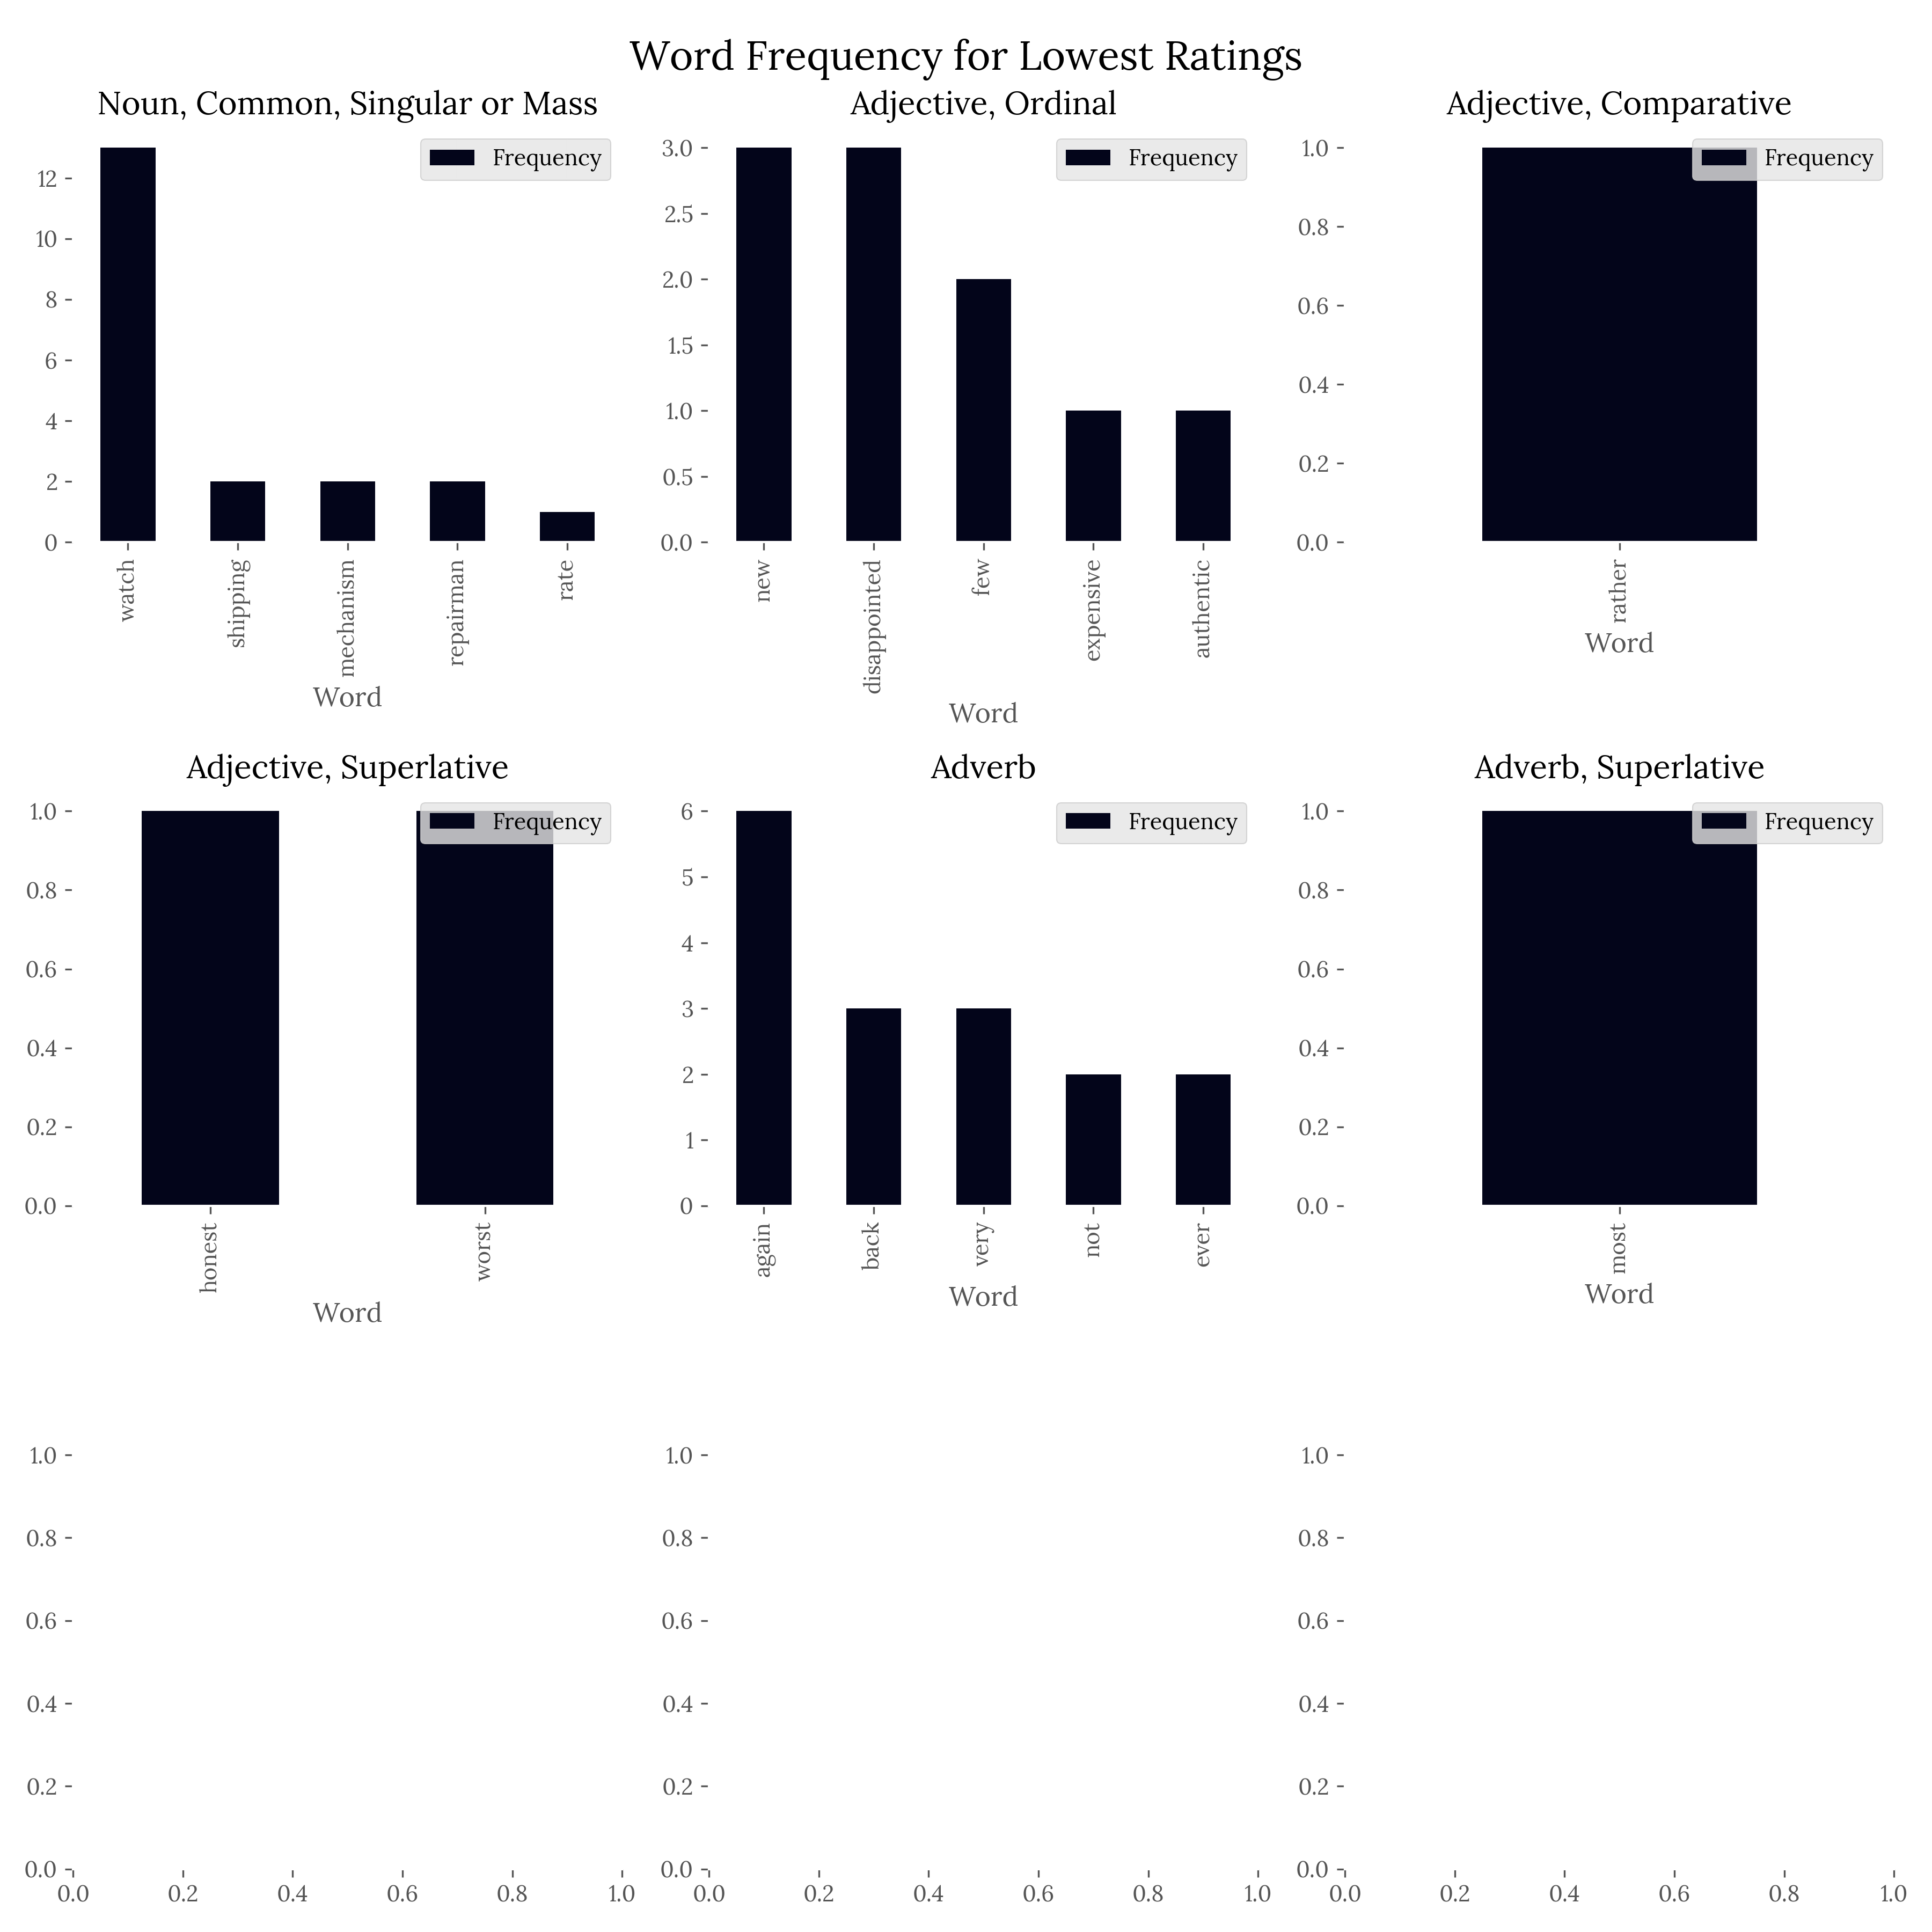 Word Frequency for Lowest Ratings
Noun, Common, Singular or Mass
Frequency
12
10
8
6
4
2
0
watch
shipping
mechanism
repairman
rate
Word
Adjective, Ordinal
Frequency
3.0
2.5
2.0
1.5
1.0
0.5
0.0
new
disappointed
few
expensive
authentic
Word
Adjective, Comparative
Frequency
1.0
0.8
0.6
0.4
0.2
0.0
rather
Word
Adjective, Superlative
Frequency
1.0
0.8
0.6
0.4
0.2
0.0
honest
worst
Word
Adverb
Frequency
6
5
4
3
2
1
0
again
back
very
not
ever
Word
Adverb, Superlative
Frequency
1.0
0.8
0.6
0.4
0.2
0.0
most
Word
1.0
0.8
0.6
0.4
0.2
0.0
0.0 0.2 0.4 0.6 0.8 1.0
1.0
0.8
0.6
0.4
0.2
0.0
0.0 0.2 0.4 0.6 0.8 1.0
1.0
0.8
0.6
0.4
0.2
0.0
0.0 0.2 0.4 0.6 0.8 1.0